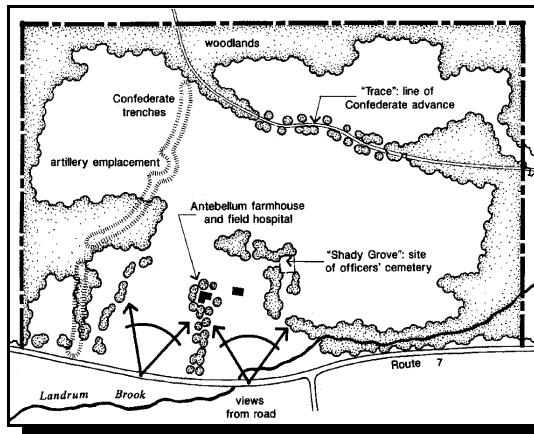 woodlands
"Trace": line of
Confederate advance
Confederate
trenches
artillery emplacement
Antebellum farmhouse
and field hospital
"Shady Grove": site
of officers' cemetery
Route 7
Landrum Brook
views
from road